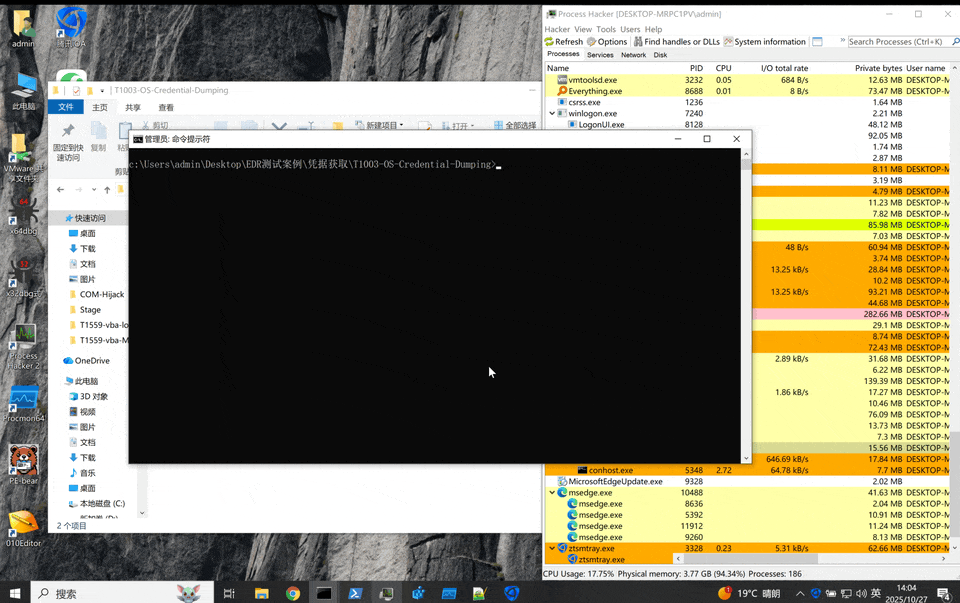 admin
此电脑
VMware 共
享文件夹
64
x64dbg
32
x32dbg式
Process
Hacker 2
Procmon64
PE-bear
010Editor
T1003-OS-Credential-Dumping
文件
主页
共享
查看
固定到快
速访问
复制
剪切
新建项目
打开
全部选择
快速访问
桌面
下载
文档
图片
COM-Hijack
Stage
T1559-vba-lo
T1559-vba-M
OneDrive
此电脑
3D 对象
视频
图片
文档
下载
音乐
桌面
本地磁盘 (C:)
2 个项目
管理员: 命令提示符
c:\Users\admin\Desktop\EDR测试案例\凭据获取\T1003-OS-Credential-Dumping>
Process Hacker [DESKTOP-MRPC1PV\admin]
Hacker View Tools Users Help
Refresh Options Find handles or DLLs System information » Search Processes (Ctrl+K)
Processes Services Network Disk
Name PID CPU I/O total rate Private bytes User name
vmtoolsd.exe 3232 0.05 684 B/s 12.63 MB DESKTOP-M
Everything.exe 8688 0.01 8 B/s 73.47 MB DESKTOP-M
csrss.exe 1236 1.64 MB
winlogon.exe 7240 2.21 MB
LogonUI.exe 8128 48.12 MB
92.05 MB
1.74 MB
2.87 MB
8.11 MB DESKTOP-M
3.19 MB
4.79 MB DESKTOP-M
11.23 MB DESKTOP-M
7.82 MB DESKTOP-M
85.98 MB DESKTOP-M
7.03 MB DESKTOP-M
48 B/s 60.94 MB DESKTOP-M
3.74 MB DESKTOP-M
13.25 kB/s 28.84 MB DESKTOP-M
10.2 MB DESKTOP-M
13.25 kB/s 93.21 MB DESKTOP-M
44.68 MB DESKTOP-M
282.66 MB DESKTOP-M
29.1 MB DESKTOP-M
8.74 MB DESKTOP-M
72.43 MB DESKTOP-M
2.89 kB/s 31.68 MB DESKTOP-M
6.22 MB DESKTOP-M
139.39 MB DESKTOP-M
1.86 kB/s 17.27 MB DESKTOP-M
10.46 MB DESKTOP-M
76.09 MB DESKTOP-M
13.73 MB DESKTOP-M
7.3 MB DESKTOP-M
15.56 MB DESKTOP-M
646.69 kB/s 17.84 MB DESKTOP-M
conhost.exe 5348 2.72 64.78 kB/s 7.7 MB DESKTOP-M
MicrosoftEdgeUpdate.exe 9328 2.02 MB
msedge.exe 10488 41.63 MB DESKTOP-M
msedge.exe 8636 2.04 MB DESKTOP-M
msedge.exe 5392 10.91 MB DESKTOP-M
msedge.exe 11912 11.24 MB DESKTOP-M
msedge.exe 9260 8.13 MB DESKTOP-M
ztsmtray.exe 3328 0.23 5.31 kB/s 62.66 MB DESKTOP-M
ztsmtray.exe
CPU Usage: 17.75% Physical memory: 3.77 GB (94.34%) Processes: 186
搜索
19°C 晴朗
英
14:04
2025/10/27